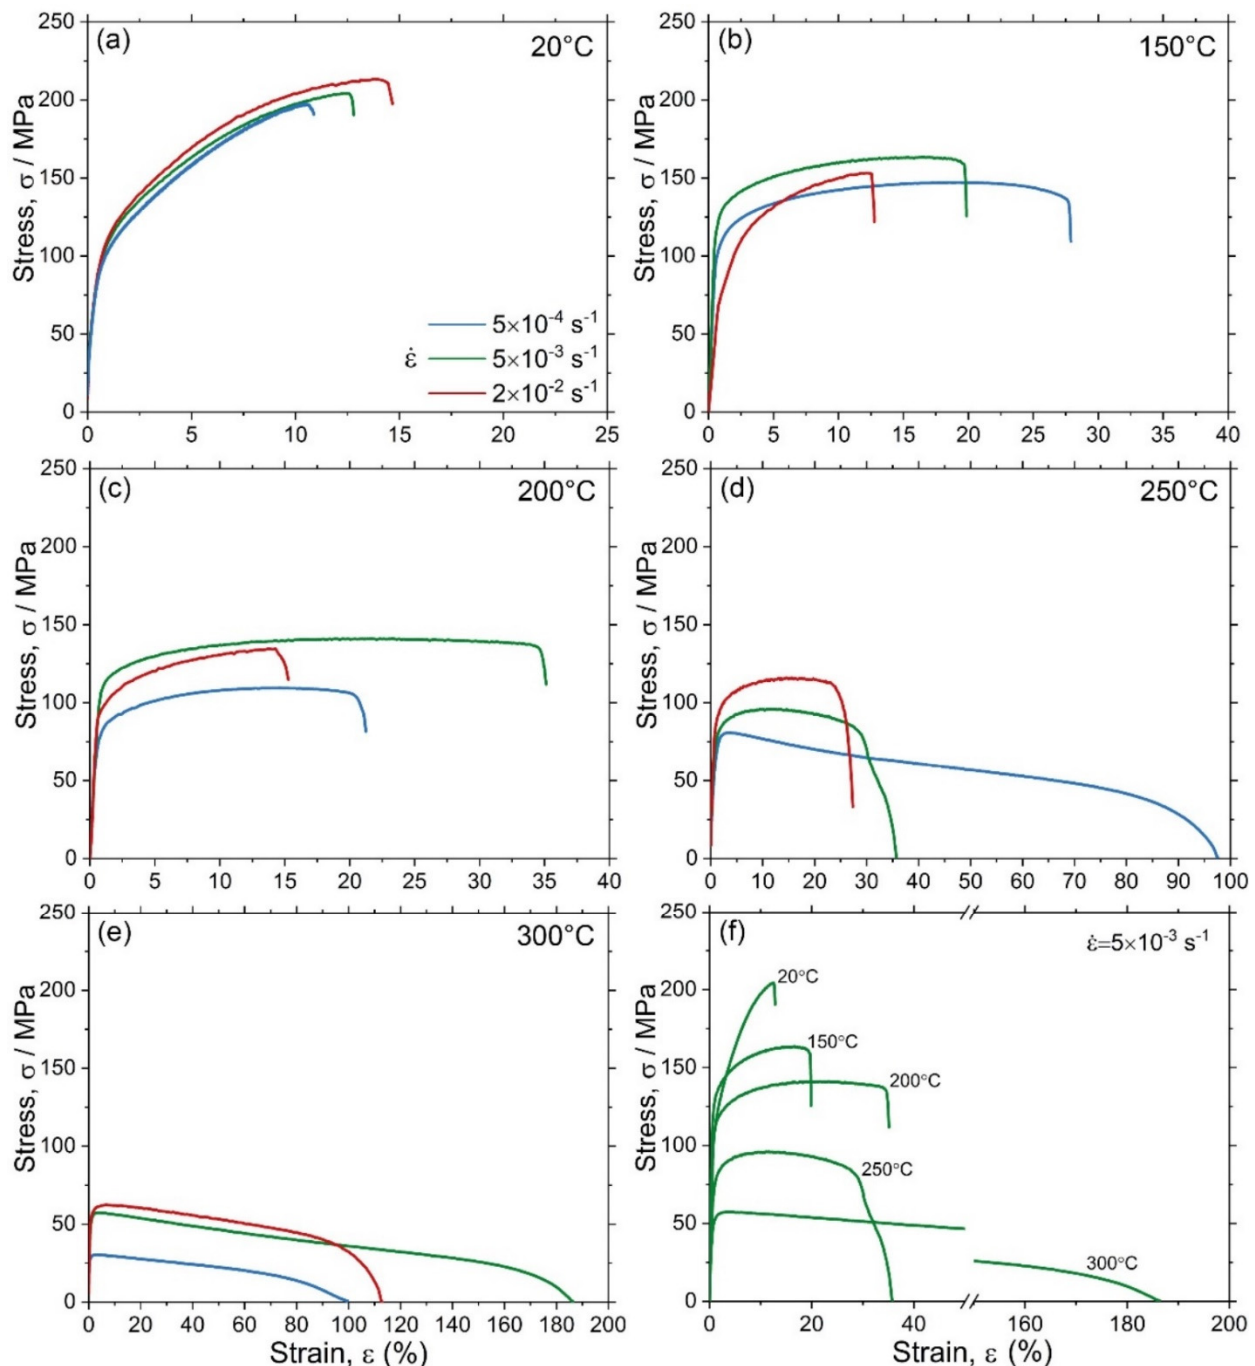 (a) 20°C
250
200
150
100
50
0
Stress, σ / MPa
5×10⁻⁴ s⁻¹
ε̇ 5×10⁻³ s⁻¹
2×10⁻² s⁻¹
0 5 10 15 20 25
(b) 150°C
250
200
150
100
50
0
Stress, σ / MPa
0 5 10 15 20 25 30 35 40
(c) 200°C
250
200
150
100
50
0
Stress, σ / MPa
0 5 10 15 20 25 30 35 40
(d) 250°C
250
200
150
100
50
0
Stress, σ / MPa
0 10 20 30 40 50 60 70 80 90 100
(e) 300°C
250
200
150
100
50
0
Stress, σ / MPa
0 20 40 60 80 100 120 140 160 180 200
Strain, ε (%)
(f) ε̇=5×10⁻³ s⁻¹
250
200
150
100
50
0
Stress, σ / MPa
20°C
150°C
200°C
250°C
300°C
0 20 40 160 180 200
Strain, ε (%)